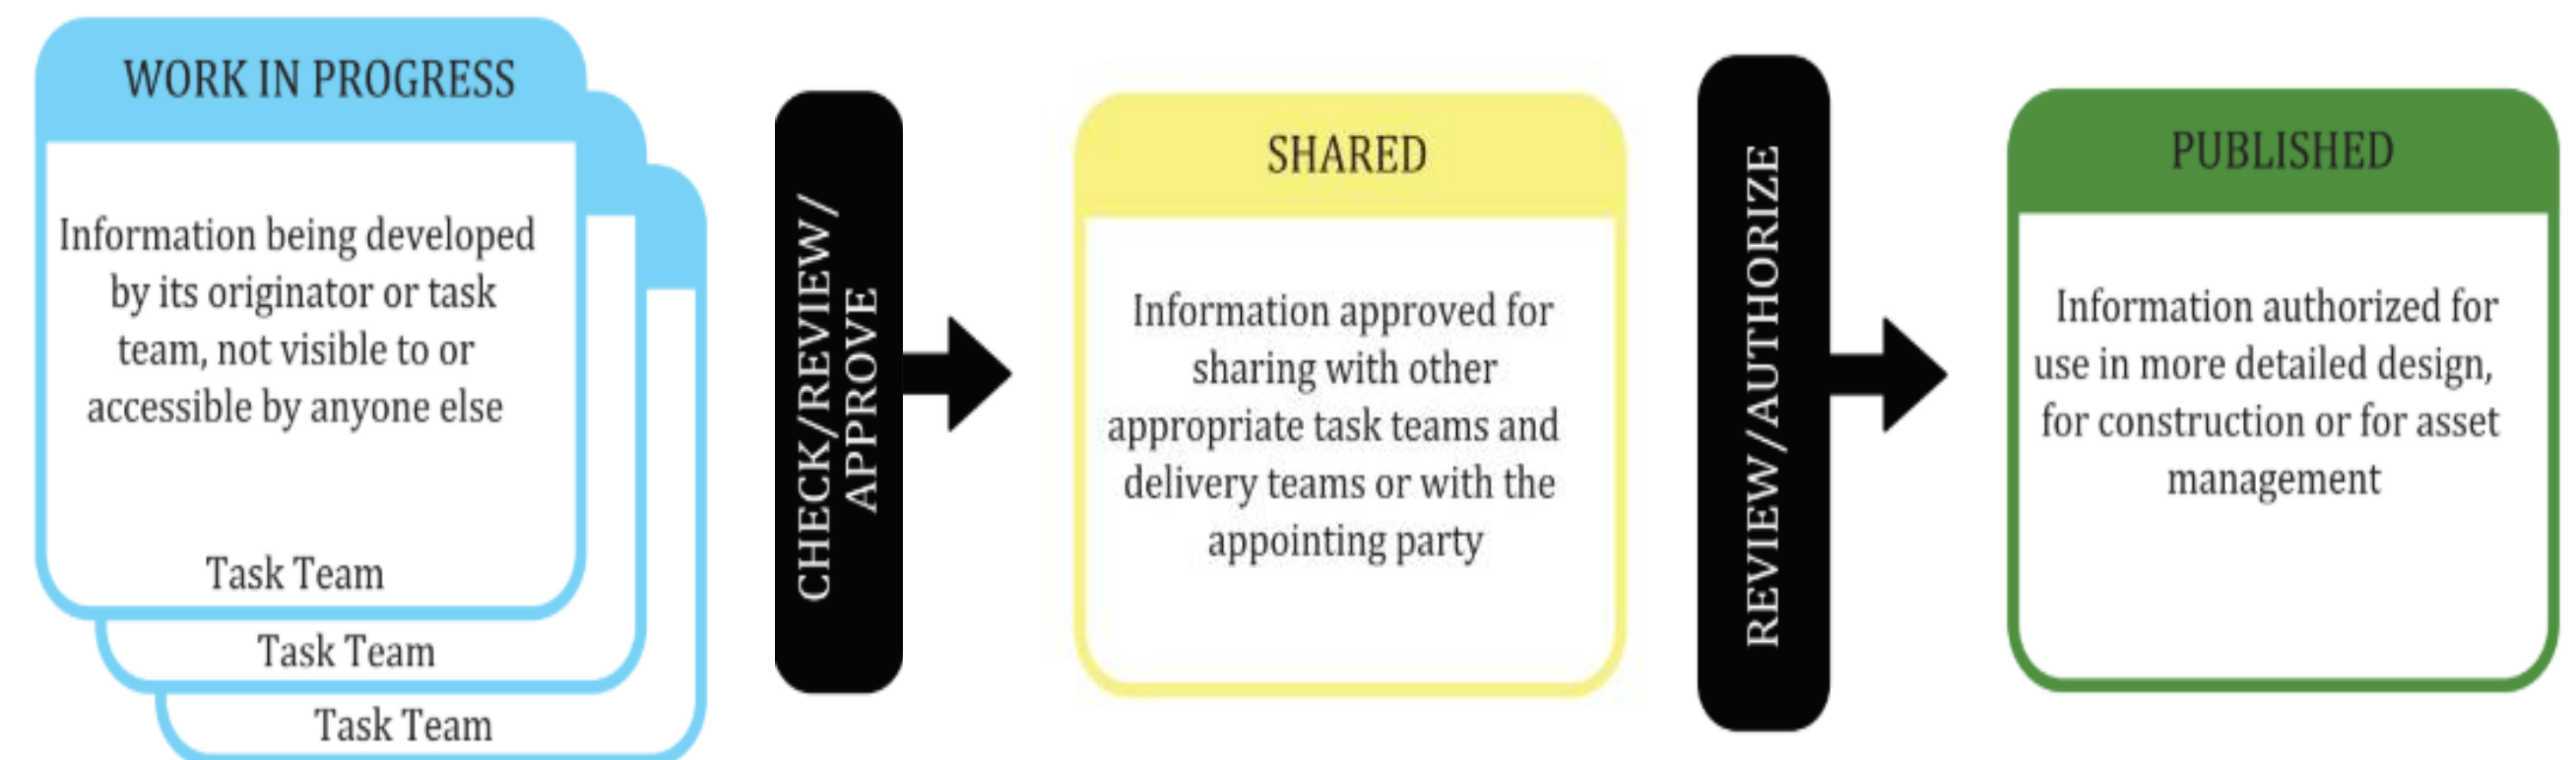 WORK IN PROGRESS
Information being developed
by its originator or task
team, not visible to or
accessible by anyone else
Task Team
Task Team
Task Team
CHECK/REVIEW/
APPROVE
SHARED
Information approved for
sharing with other
appropriate task teams and
delivery teams or with the
appointing party
REVIEW/AUTHORIZE
PUBLISHED
Information authorized for
use in more detailed design,
for construction or for asset
management